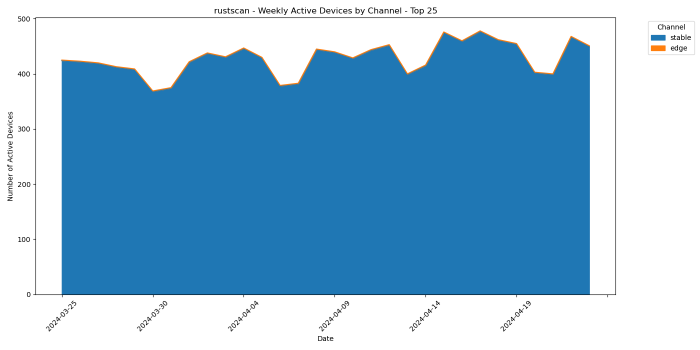 rustscan - Weekly Active Devices by Channel - Top 25
Number of Active Devices
500
400
300
200
100
0
2024-03-25
2024-03-30
2024-04-04
2024-04-09
2024-04-14
2024-04-19
Date
Channel
stable
edge